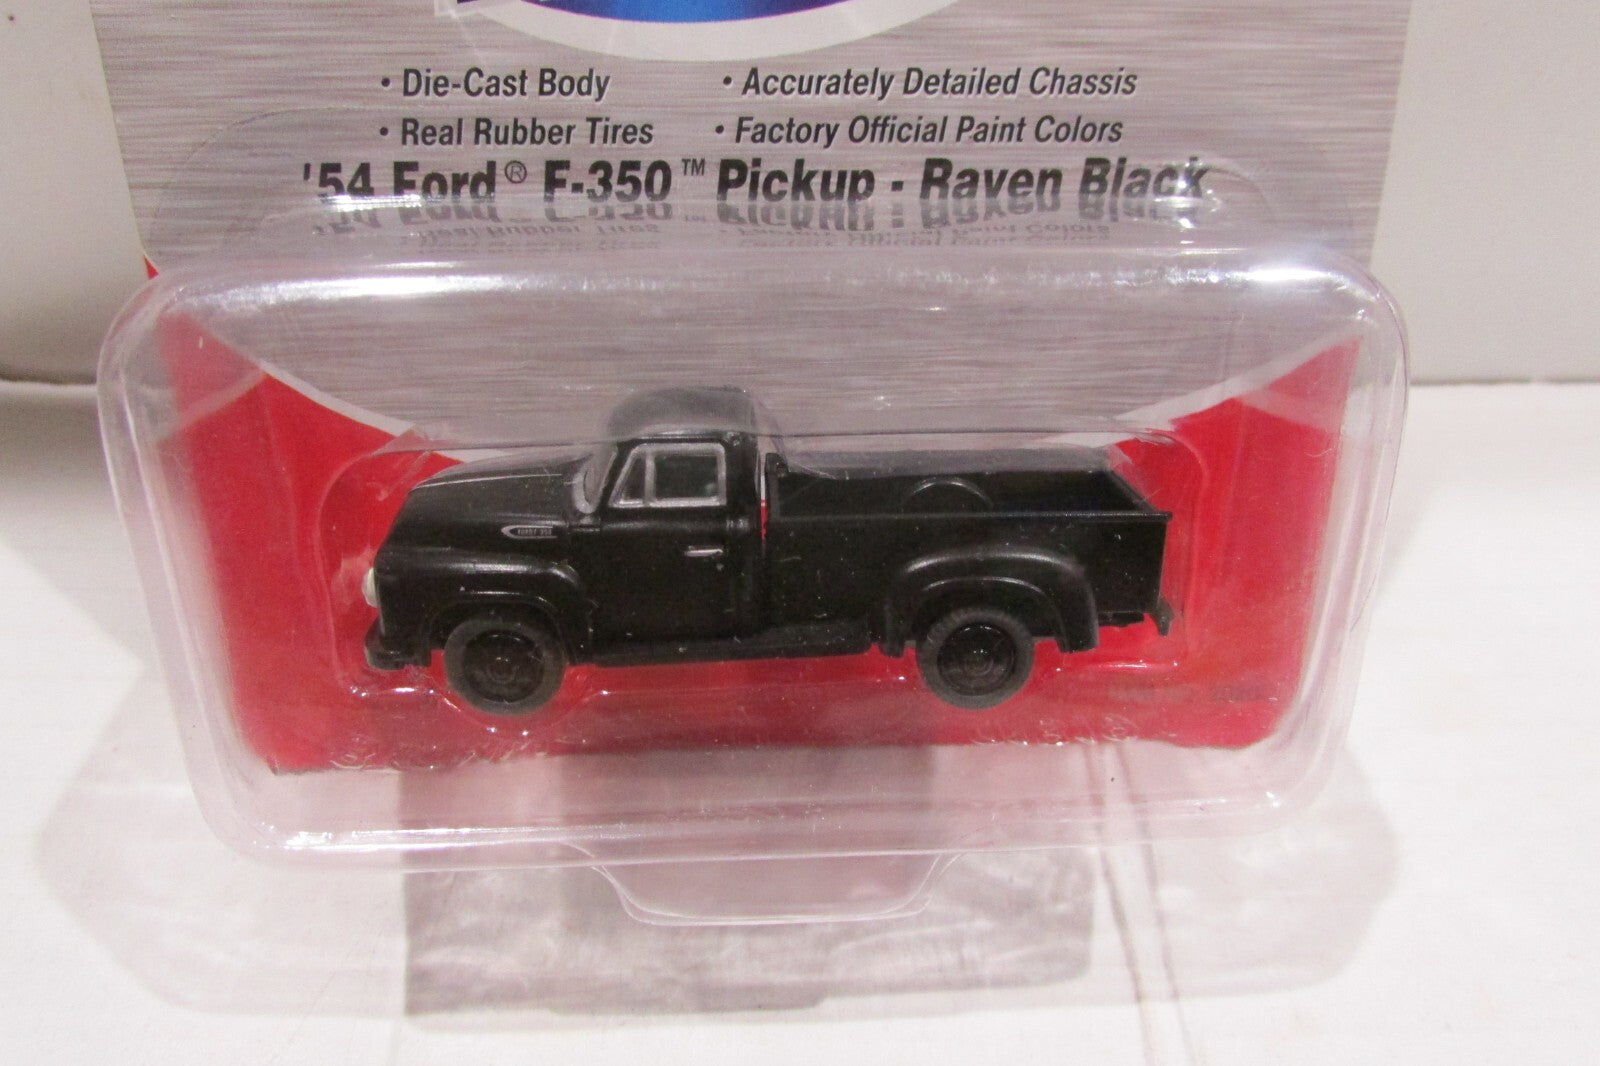 • Die-Cast Body
• Accurately Detailed Chassis
• Real Rubber Tires
• Factory Official Paint Colors
'54 Ford® F-350™ Pickup - Raven Black